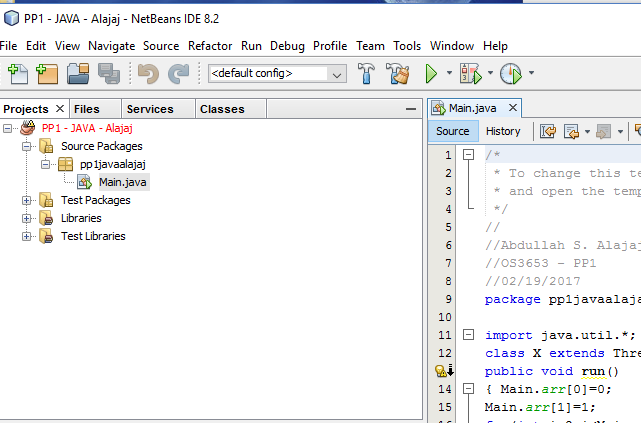 PP1 - JAVA - Alajaj - NetBeans IDE 8.2
File Edit View Navigate Source Refactor Run Debug Profile Team Tools Window Help
<default config>
Projects Files Services Classes
PP1 - JAVA - Alajaj
Source Packages
pp1javaalajaj
Main.java
Test Packages
Libraries
Test Libraries
Main.java
Source History
1 /*
2 * To change this te
3 * and open the temp
4 */
5 //
6 //Abdullah S. Alajaj
7 //OS3653 - PP1
8 //02/19/2017
9 package pp1javaalaja
10
11 import java.util.*;
12 class X extends Thre
public void run()
14 { Main.arr[0]=0;
15 Main.arr[1]=1;